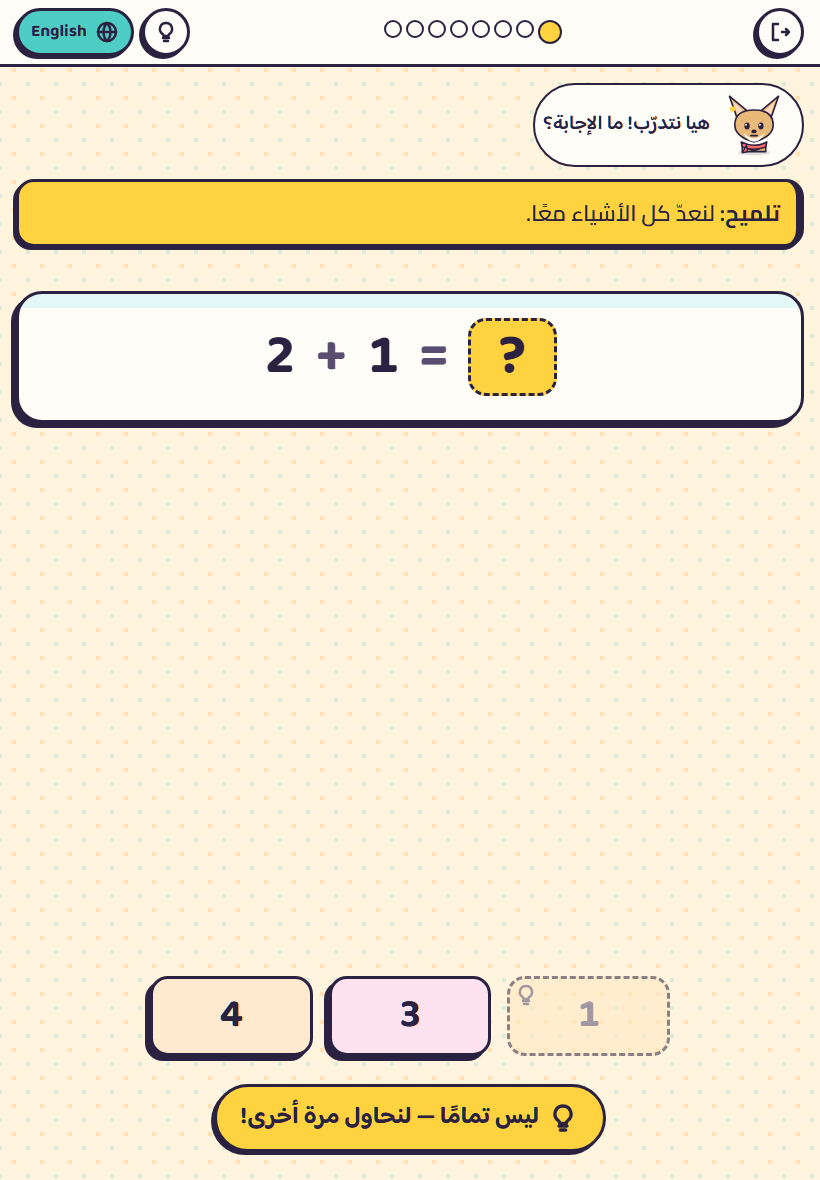 English
هيا نتدرّب! ما الإجابة؟
تلميح: لنعدّ كل الأشياء معًا.
2 + 1 = ?
4 3 1
ليس تمامًا – لنحاول مرة أخرى!